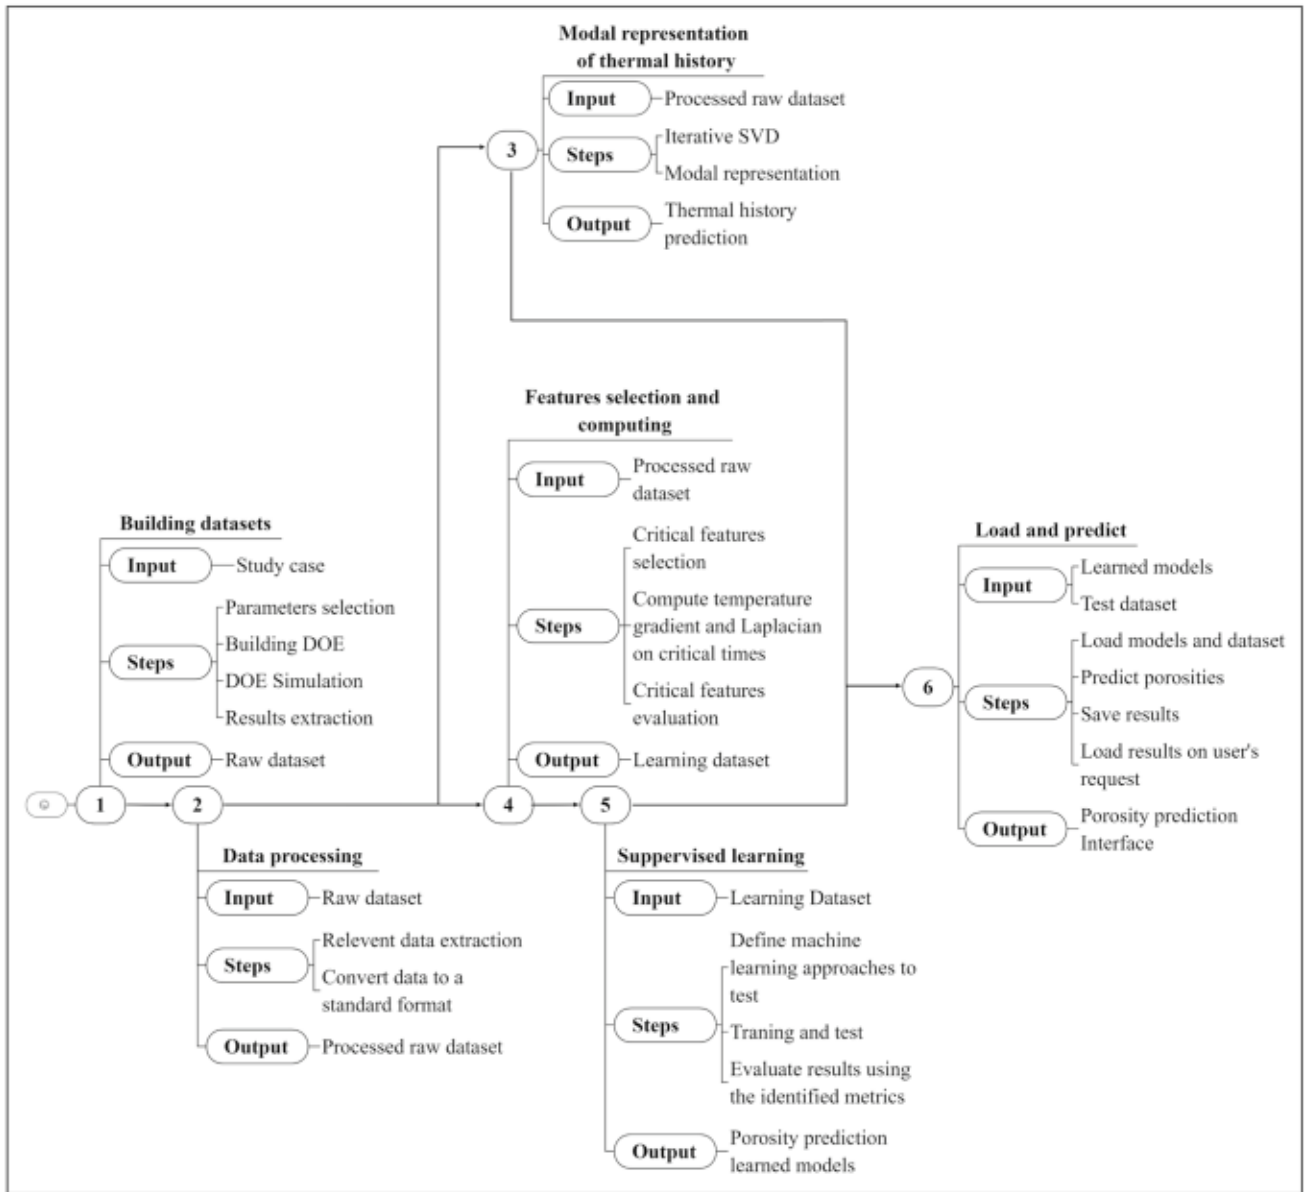 Modal representation
of thermal history
Input
Processed raw dataset
3
Steps
Iterative SVD
Modal representation
Output
Thermal history
prediction
Features selection and
computing
Input
Processed raw
dataset
Steps
Critical features
selection
Compute temperature
gradient and Laplacian
on critical times
Critical features
evaluation
Output
Learning dataset
Building datasets
Input
Study case
Steps
Parameters selection
Building DOE
DOE Simulation
Results extraction
Output
Raw dataset
1
2
4
5
Data processing
Input
Raw dataset
Steps
Relevent data extraction
Convert data to a
standard format
Output
Processed raw dataset
Suppervised learning
Input
Learning Dataset
Steps
Define machine
learning approaches to
test
Traning and test
Evaluate results using
the identified metrics
Output
Porosity prediction
learned models
Load and predict
Input
Learned models
Test dataset
6
Steps
Load models and dataset
Predict porosities
Save results
Load results on user's
request
Output
Porosity prediction
Interface